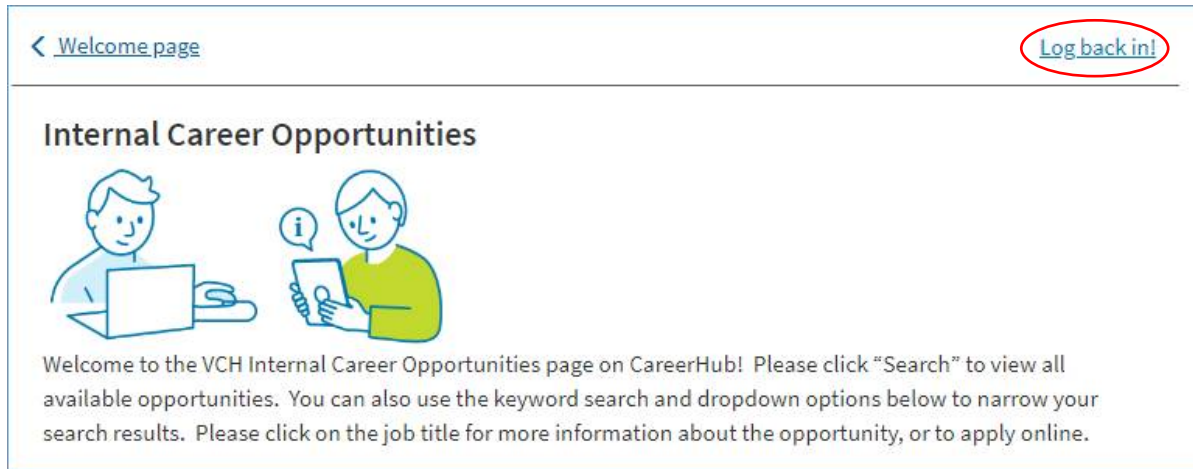 Welcome page
Log back in!
Internal Career Opportunities
i
Welcome to the VCH Internal Career Opportunities page on CareerHub! Please click “Search” to view all
available opportunities. You can also use the keyword search and dropdown options below to narrow your
search results. Please click on the job title for more information about the opportunity, or to apply online.